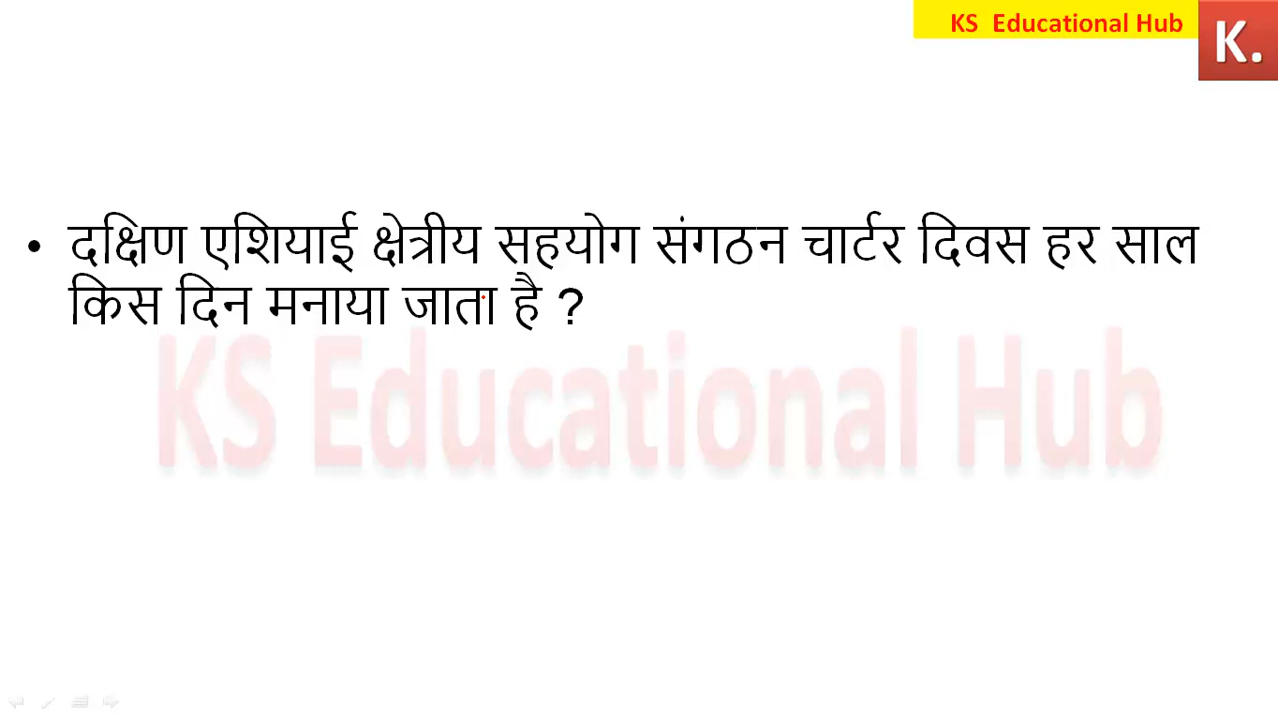 KS Educational Hub
K.
• दक्षिण एशियाई क्षेत्रीय सहयोग संगठन चार्टर दिवस हर साल
किस दिन मनाया जाता है ?
KS Educational Hub